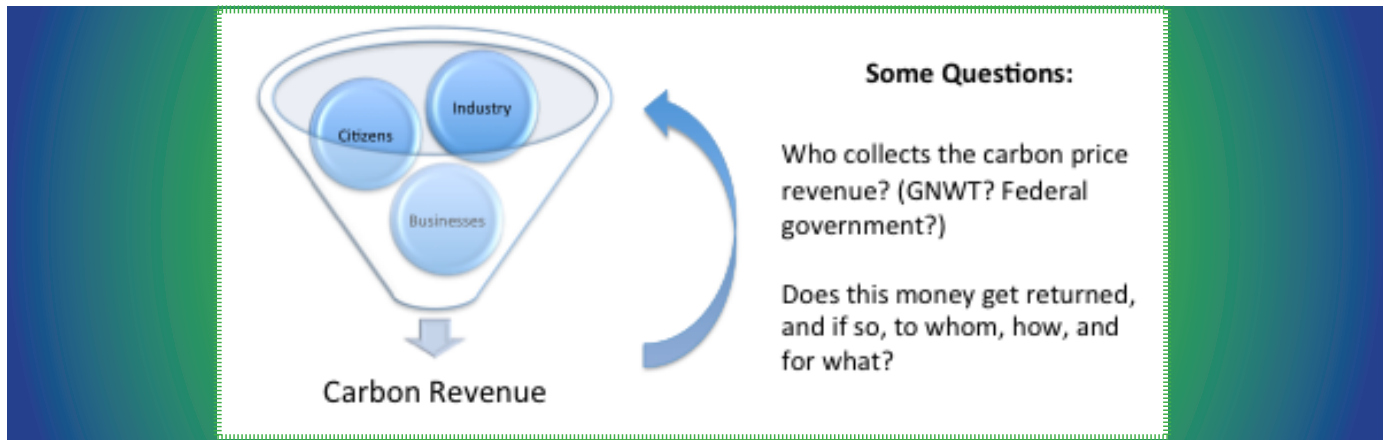 Industry
Citizens
Businesses
Carbon Revenue
Some Questions:
Who collects the carbon price
revenue? (GNWT? Federal
government?)
Does this money get returned,
and if so, to whom, how, and
for what?